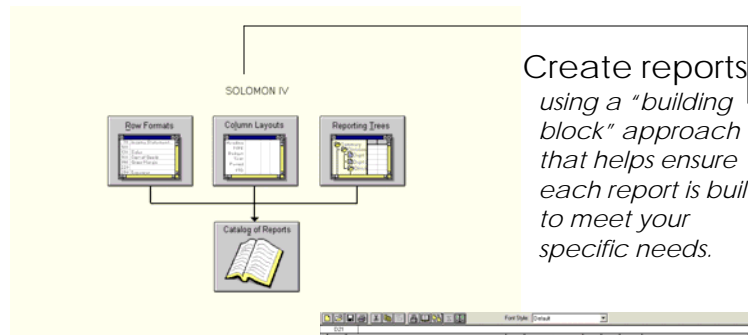 SOLOMON IV
Row Formats
Column Layouts
Reporting Trees
Catalog of Reports
Create reports
using a “building
block” approach
that helps ensure
each report is buil
to meet your
specific needs.
Font Style: Default
D21